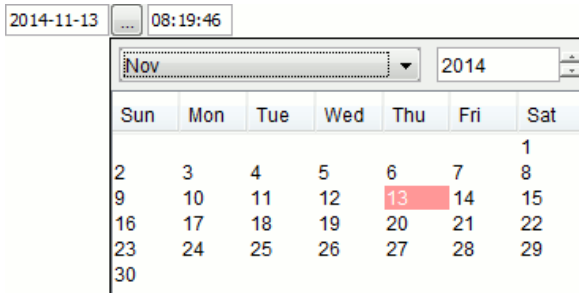 2014-11-13 ... 08:19:46
Nov 2014
Sun Mon Tue Wed Thu Fri Sat
1
2 3 4 5 6 7 8
9 10 11 12 13 14 15
16 17 18 19 20 21 22
23 24 25 26 27 28 29
30